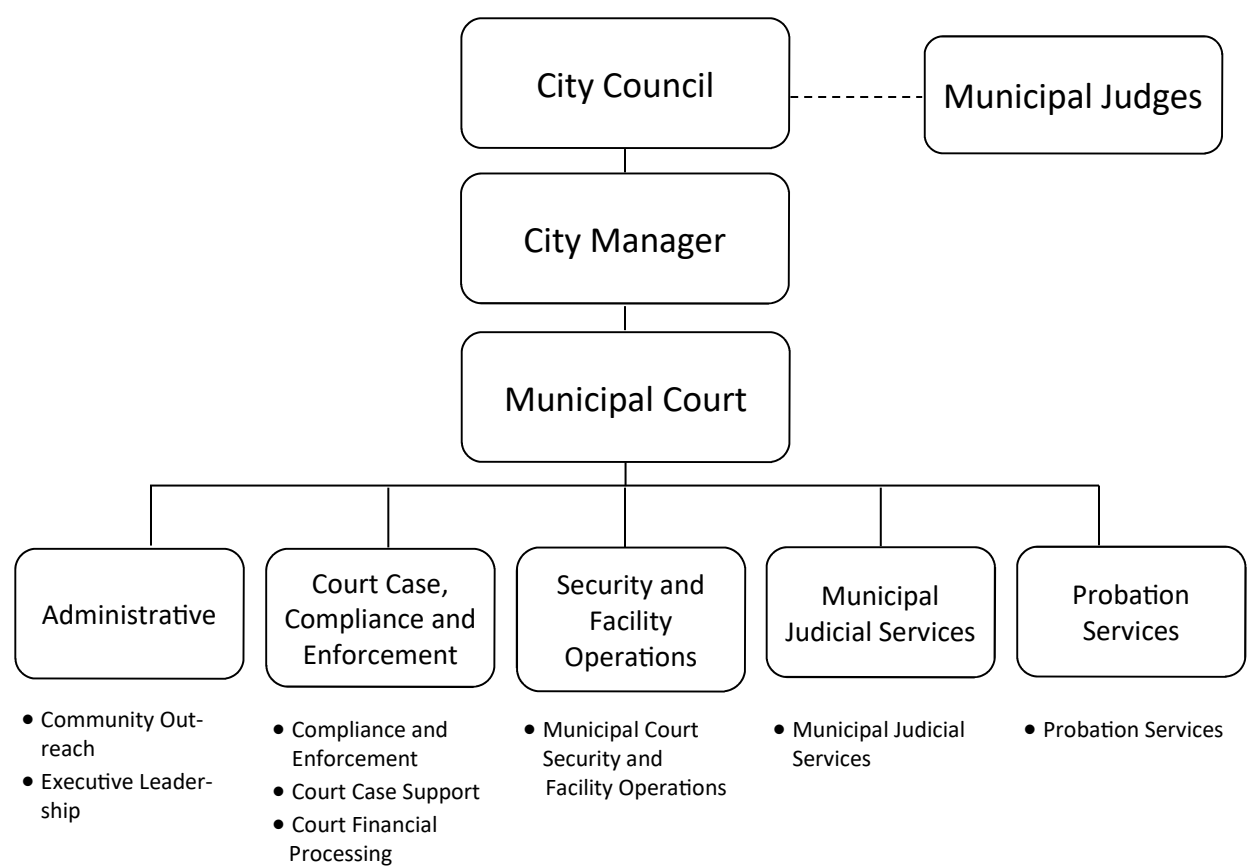 City Council
Municipal Judges
City Manager
Municipal Court
Administrative
Court Case,
Compliance and
Enforcement
Security and
Facility
Operations
Municipal
Judicial Services
Probation
Services
• Community Out-
reach
• Executive Leader-
ship
• Compliance and
Enforcement
• Court Case Support
• Court Financial
Processing
• Municipal Court
Security and
Facility Operations
• Municipal Judicial
Services
• Probation Services